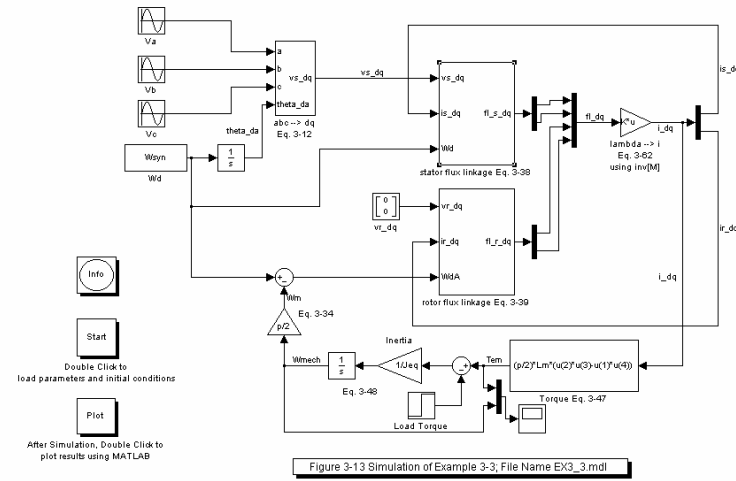 Va
Vb
Vc
a
b
c
theta_da
vs_dq
abc --> dq
Eq. 3-12
theta_da
Wsyn
Wd
1
s
vs_dq
vs_dq
is_dq
Wd
fl_s_dq
stator flux linkage Eq. 3-38
fl_dq
K*u
lambda --> i
Eq. 3-62
using inv[M]
i_dq
is_dq
ir_dq
i_dq
0
0
vr_dq
vr_dq
ir_dq
WdA
fl_r_dq
rotor flux linkage Eq. 3-39
+
-
Wm
Eq. 3-34
p/2
Wmech
1
s
Eq. 3-48
Inertia
1/Jeq
-
+
Tem
Load Torque
(p/2)*Lm*(u(2)*u(3)-u(1)*u(4))
Torque Eq. 3-47
Info
Start
Double Click to
load parameters and initial conditions
Plot
After Simulation, Double Click to
plot results using MATLAB
Figure 3-13 Simulation of Example 3-3; File Name EX3_3.mdl